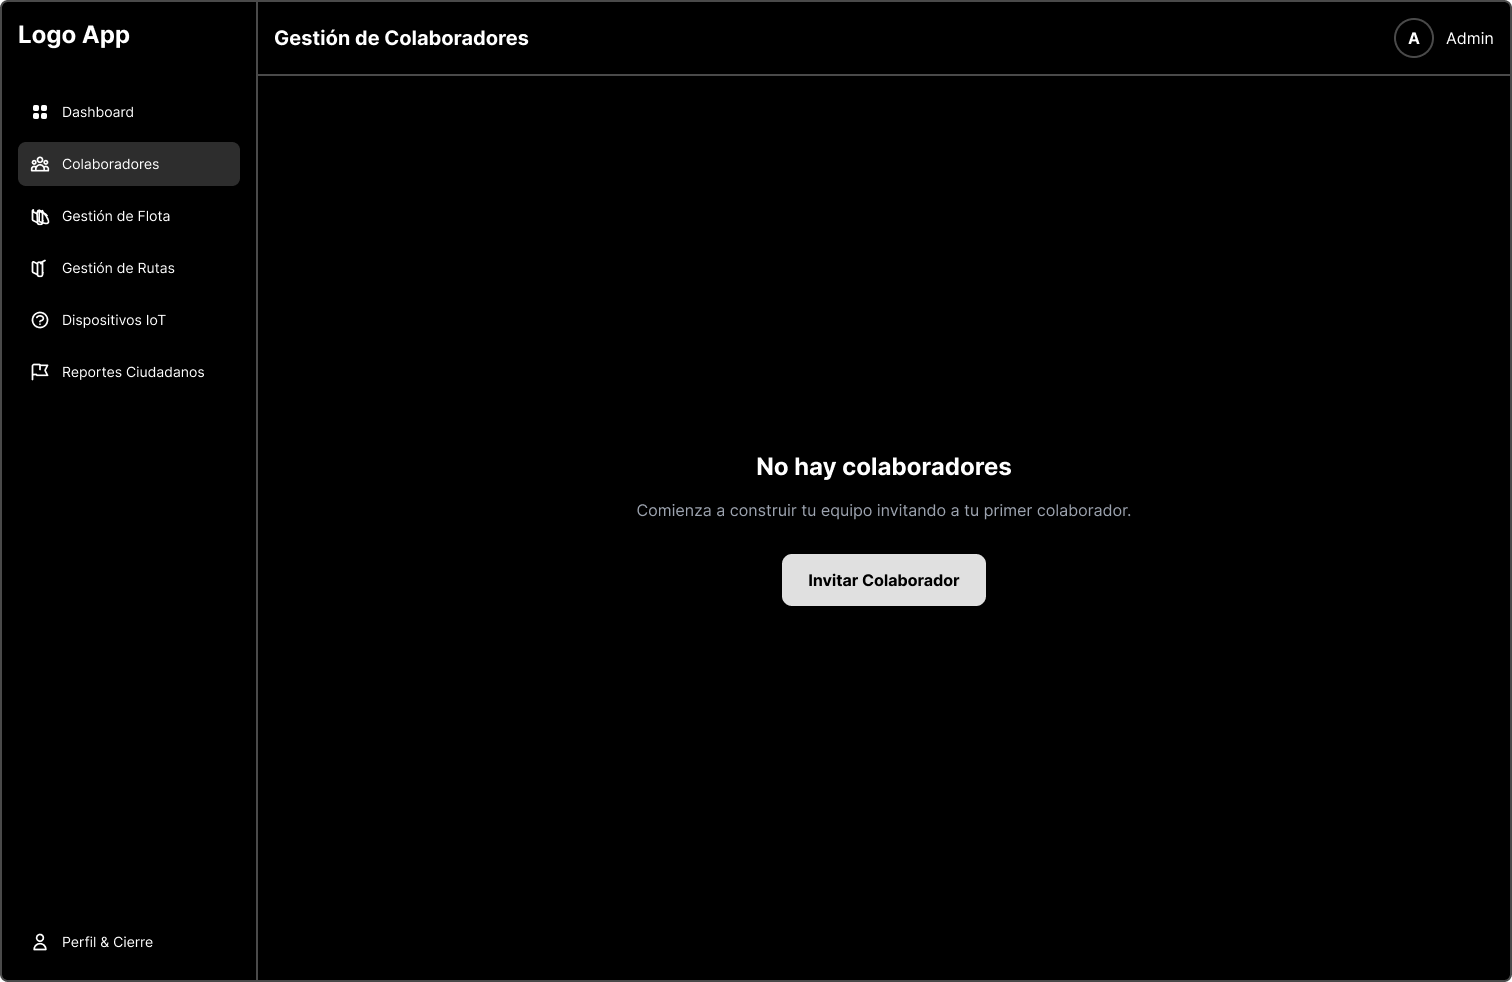 Logo App
Dashboard
Colaboradores
Gestión de Flota
Gestión de Rutas
Dispositivos IoT
Reportes Ciudadanos
Perfil & Cierre
Gestión de Colaboradores
A
Admin
No hay colaboradores
Comienza a construir tu equipo invitando a tu primer colaborador.
Invitar Colaborador